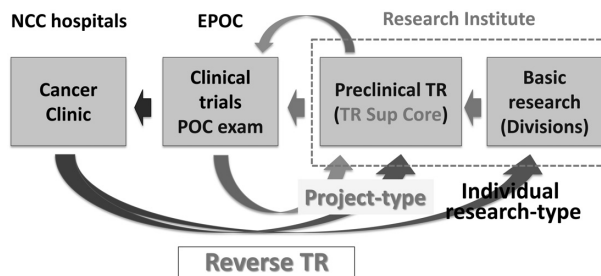 NCC hospitals
EPOC
Research Institute
Cancer
Clinic
Clinical
trials
POC exam
Preclinical TR
(TR Sup Core)
Basic
research
(Divisions)
Project-type
Individual
research-type
Reverse TR